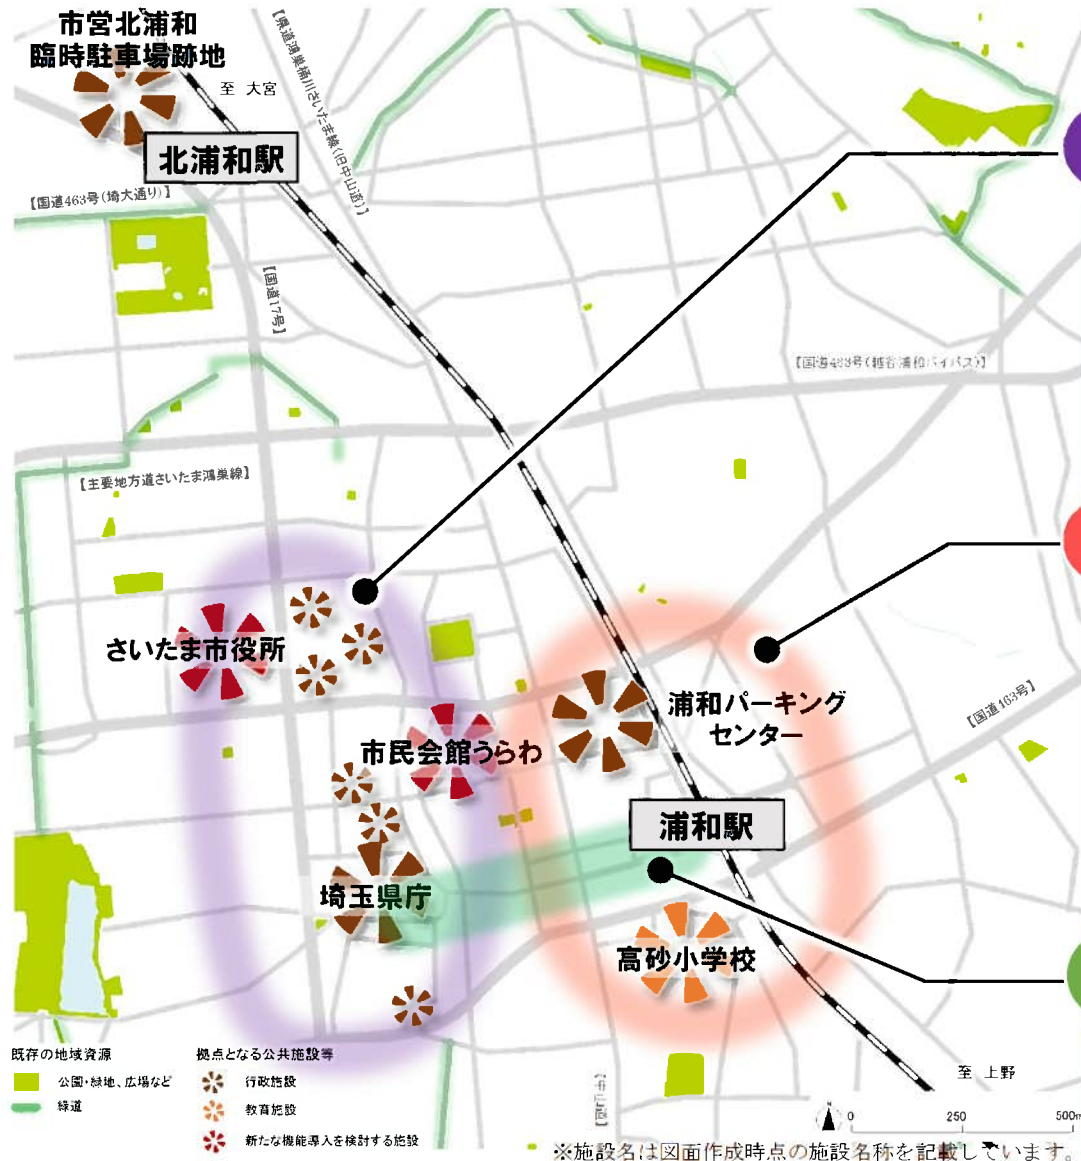 市営北浦和
臨時駐車場跡地
至 大宮
【県道鴻巣桶川さいたま線(旧中山道)】
北浦和駅
【国道463号(埼大通り)】
【国道17号】
【国道463号(越谷浦和バイパス)】
【主要地方道さいたま鴻巣線】
さいたま市役所
浦和パーキング
センター
【国道463号】
市民会館うらわ
浦和駅
埼玉県庁
高砂小学校
既存の地域資源
公園・緑地、広場など
緑道
拠点となる公共施設等
行政施設
教育施設
新たな機能導入を検討する施設
至 上野
N
0 250 500m
※施設名は図面作成時点の施設名称を記載しています。